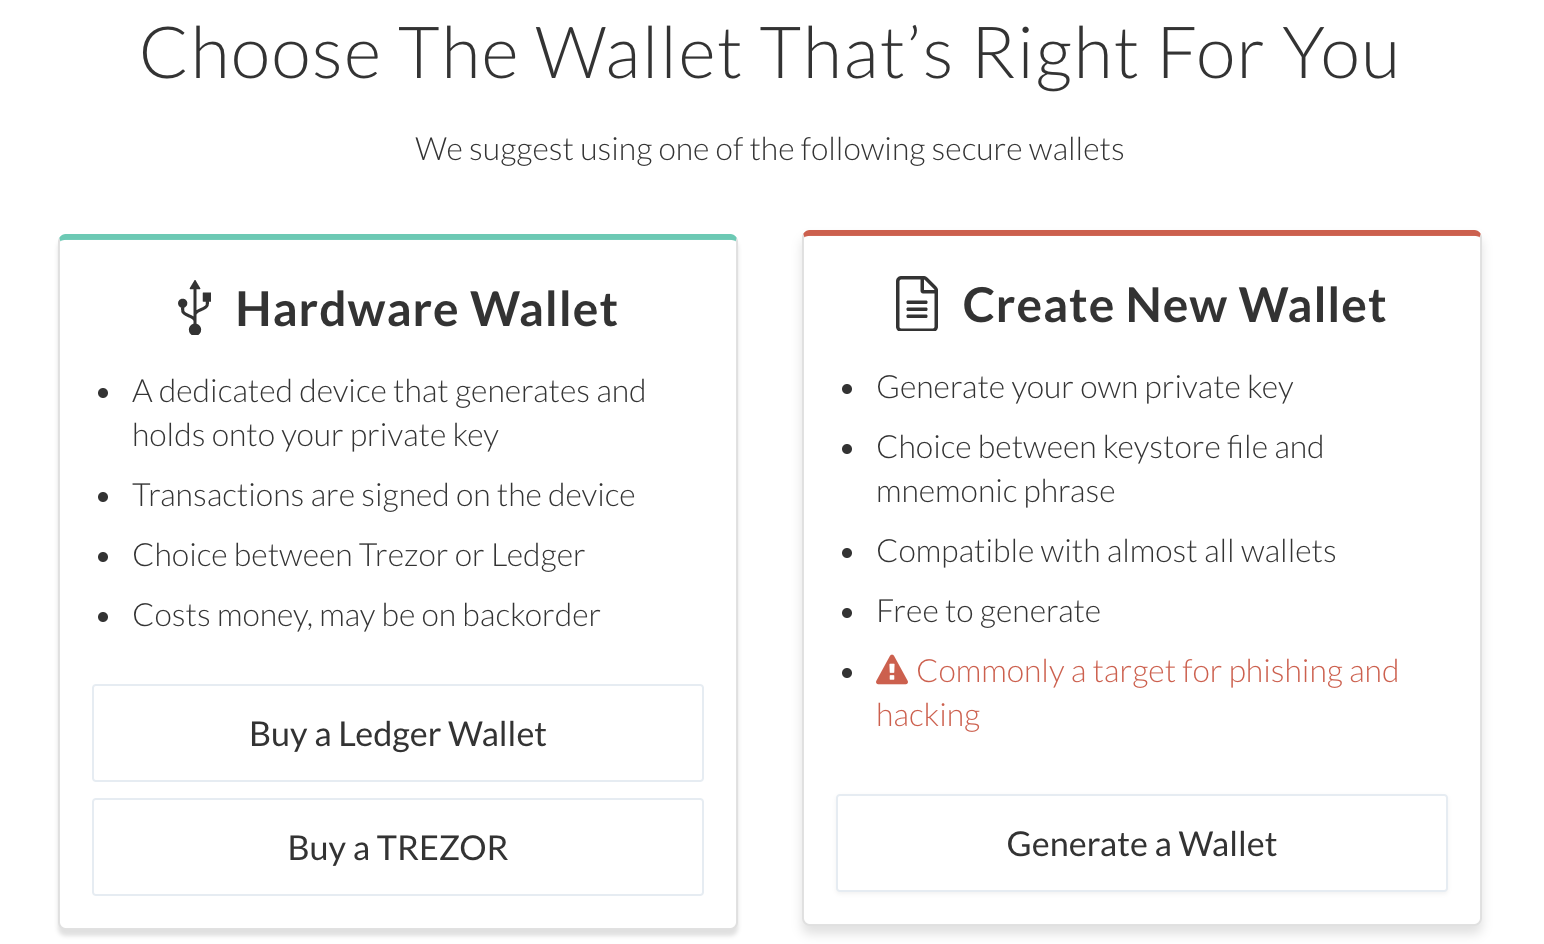 Choose The Wallet That’s Right For You
We suggest using one of the following secure wallets
Hardware Wallet
A dedicated device that generates and
holds onto your private key
Transactions are signed on the device
Choice between Trezor or Ledger
Costs money, may be on backorder
Buy a Ledger Wallet
Buy a TREZOR
Create New Wallet
Generate your own private key
Choice between keystore file and
mnemonic phrase
Compatible with almost all wallets
Free to generate
Commonly a target for phishing and
hacking
Generate a Wallet